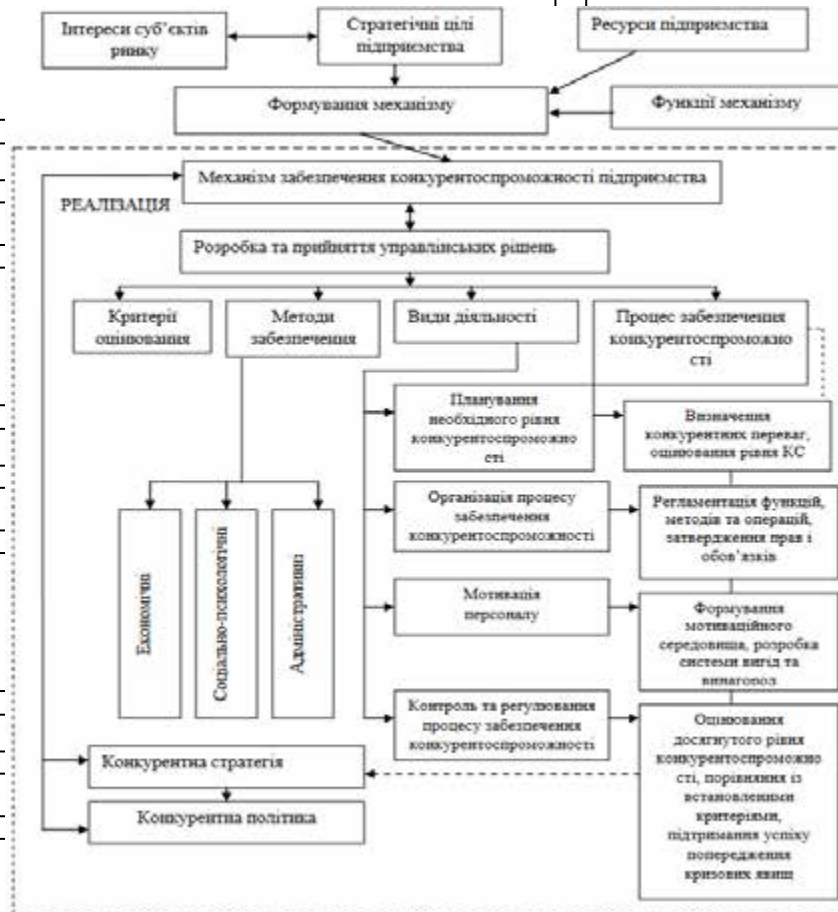 Інтереси суб’єктів
ринку
Стратегічні цілі
підприємства
Ресурси підприємства
Формування механізму
Функції механізму
Механізм забезпечення конкурентоспроможності підприємства
РЕАЛІЗАЦІЯ
Розробка та прийняття управлінських рішень
Критерії
оцінювання
Методи
забезпечення
Види діяльності
Процес забезпечення
конкурентоспроможно
сті
Планування
необхідного рівня
конкурентоспроможно
сті
Визначення
конкурентних переваг,
оцінювання рівня КС
Організація процесу
забезпечення
конкурентоспроможності
Регламентація функцій,
методів та операцій,
затвердження прав і
обов’язків
Економічні
Соціально-психологічні
Адміністративні
Мотивація
персоналу
Формування
мотиваційного
середовища, розробка
системи вигід та
винагород
Контроль та регулювання
процесу забезпечення
конкурентоспроможності
Оцінювання
досягнутого рівня
конкурентоспроможно
сті, порівняння із
встановленими
критеріями,
підтримання успіху
попередження
кризових явищ
Конкурентна стратегія
Конкурентна політика